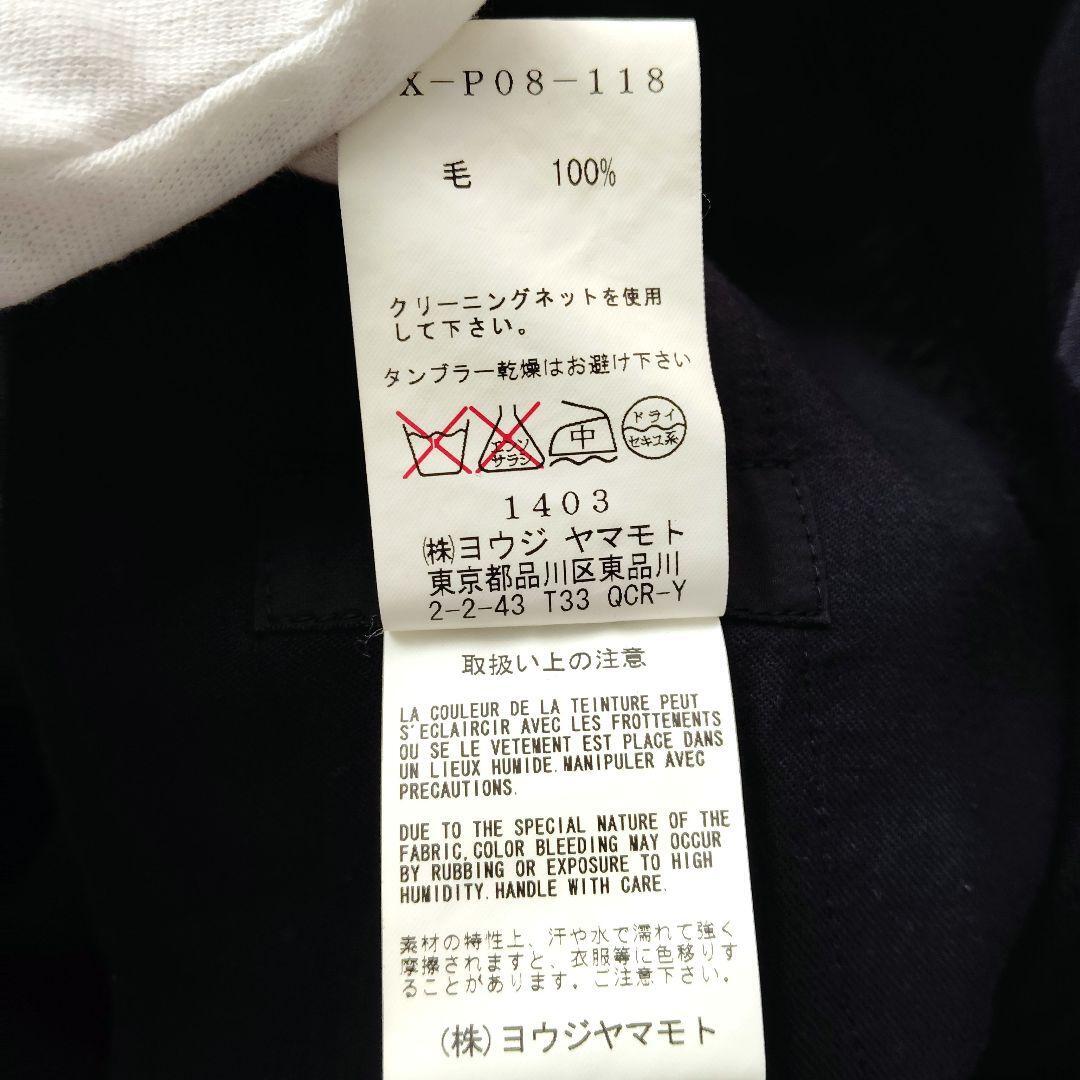 X-P08-118
毛 100%
クリーニングネットを使用
して下さい。
タンブラー乾燥はお避け下さい
エンソ
サラシ
中
ドライ
セキユ系
1403
㈱ヨウジ ヤマモト
東京都品川区東品川
2-2-43 T33 QCR-Y
取扱い上の注意
LA COULEUR DE LA TEINTURE PEUT
S'ECLAIRCIR AVEC LES FROTTEMENTS
OU SE LE VETEMENT EST PLACE DANS
UN LIEUX HUMIDE.MANIPULER AVEC
PRECAUTIONS.
DUE TO THE SPECIAL NATURE OF THE
FABRIC,COLOR BLEEDING MAY OCCUR
BY RUBBING OR EXPOSURE TO HIGH
HUMIDITY.HANDLE WITH CARE.
素材の特性上、汗や水で濡れて強く
摩擦されますと、衣服等に色移りす
ることがあります。ご注意下さい。
(株)ヨウジヤマモト